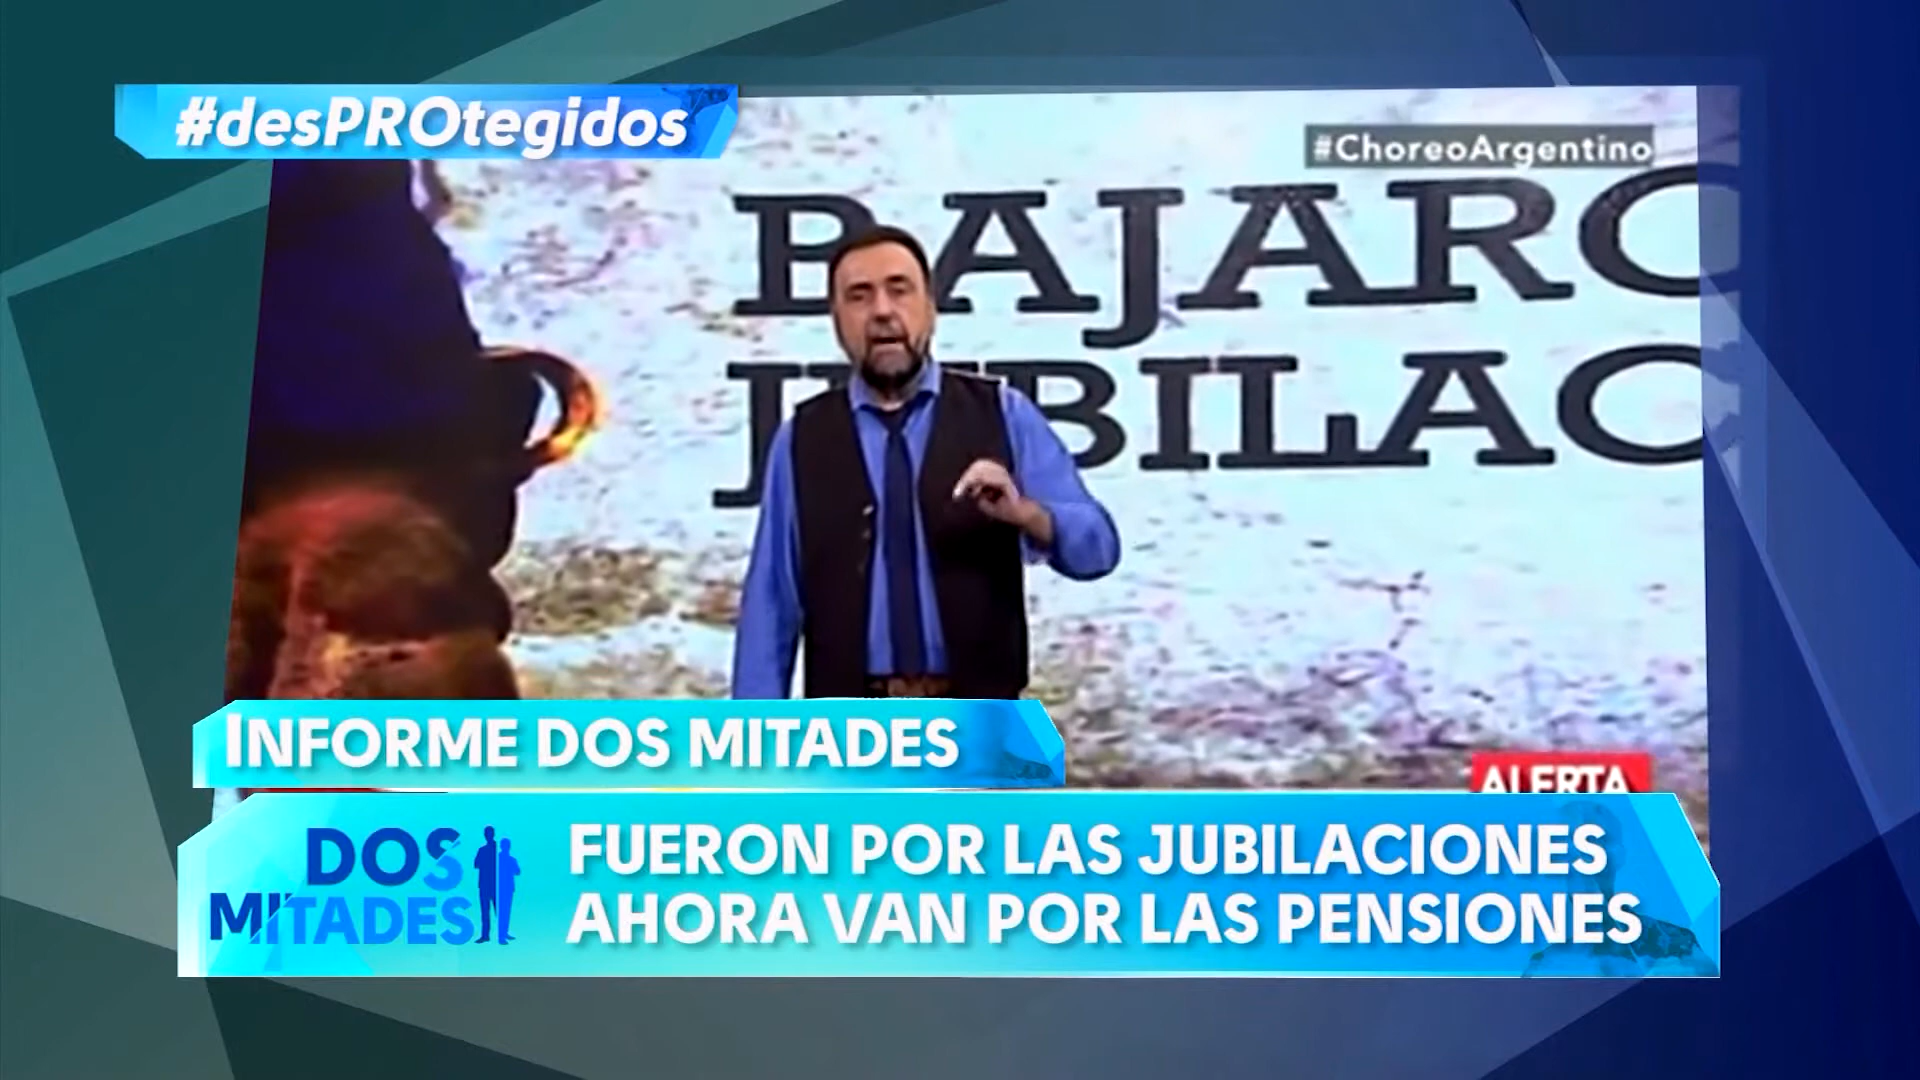 #desPROtegidos
#ChoreoArgentino
BAJARO
JUBILAC
INFORME DOS MITADES
ALERTA
DOS
MITADES
FUERON POR LAS JUBILACIONES
AHORA VAN POR LAS PENSIONES